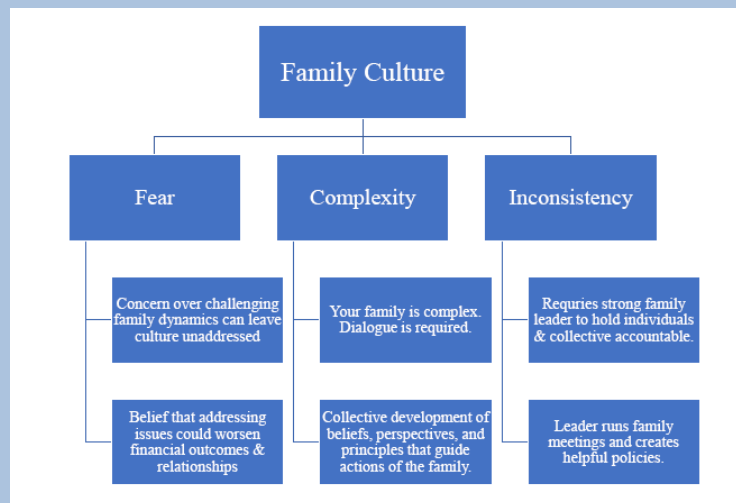 Family Culture
Fear
Complexity
Inconsistency
Concern over challenging
family dynamics can leave
culture unaddressed
Your family is complex.
Dialogue is required.
Requries strong family
leader to hold individuals
& collective accountable.
Belief that addressing
issues could worsen
financial outcomes &
relationships
Collective development of
beliefs, perspectives, and
principles that guide
actions of the family.
Leader runs family
meetings and creates
helpful policies.